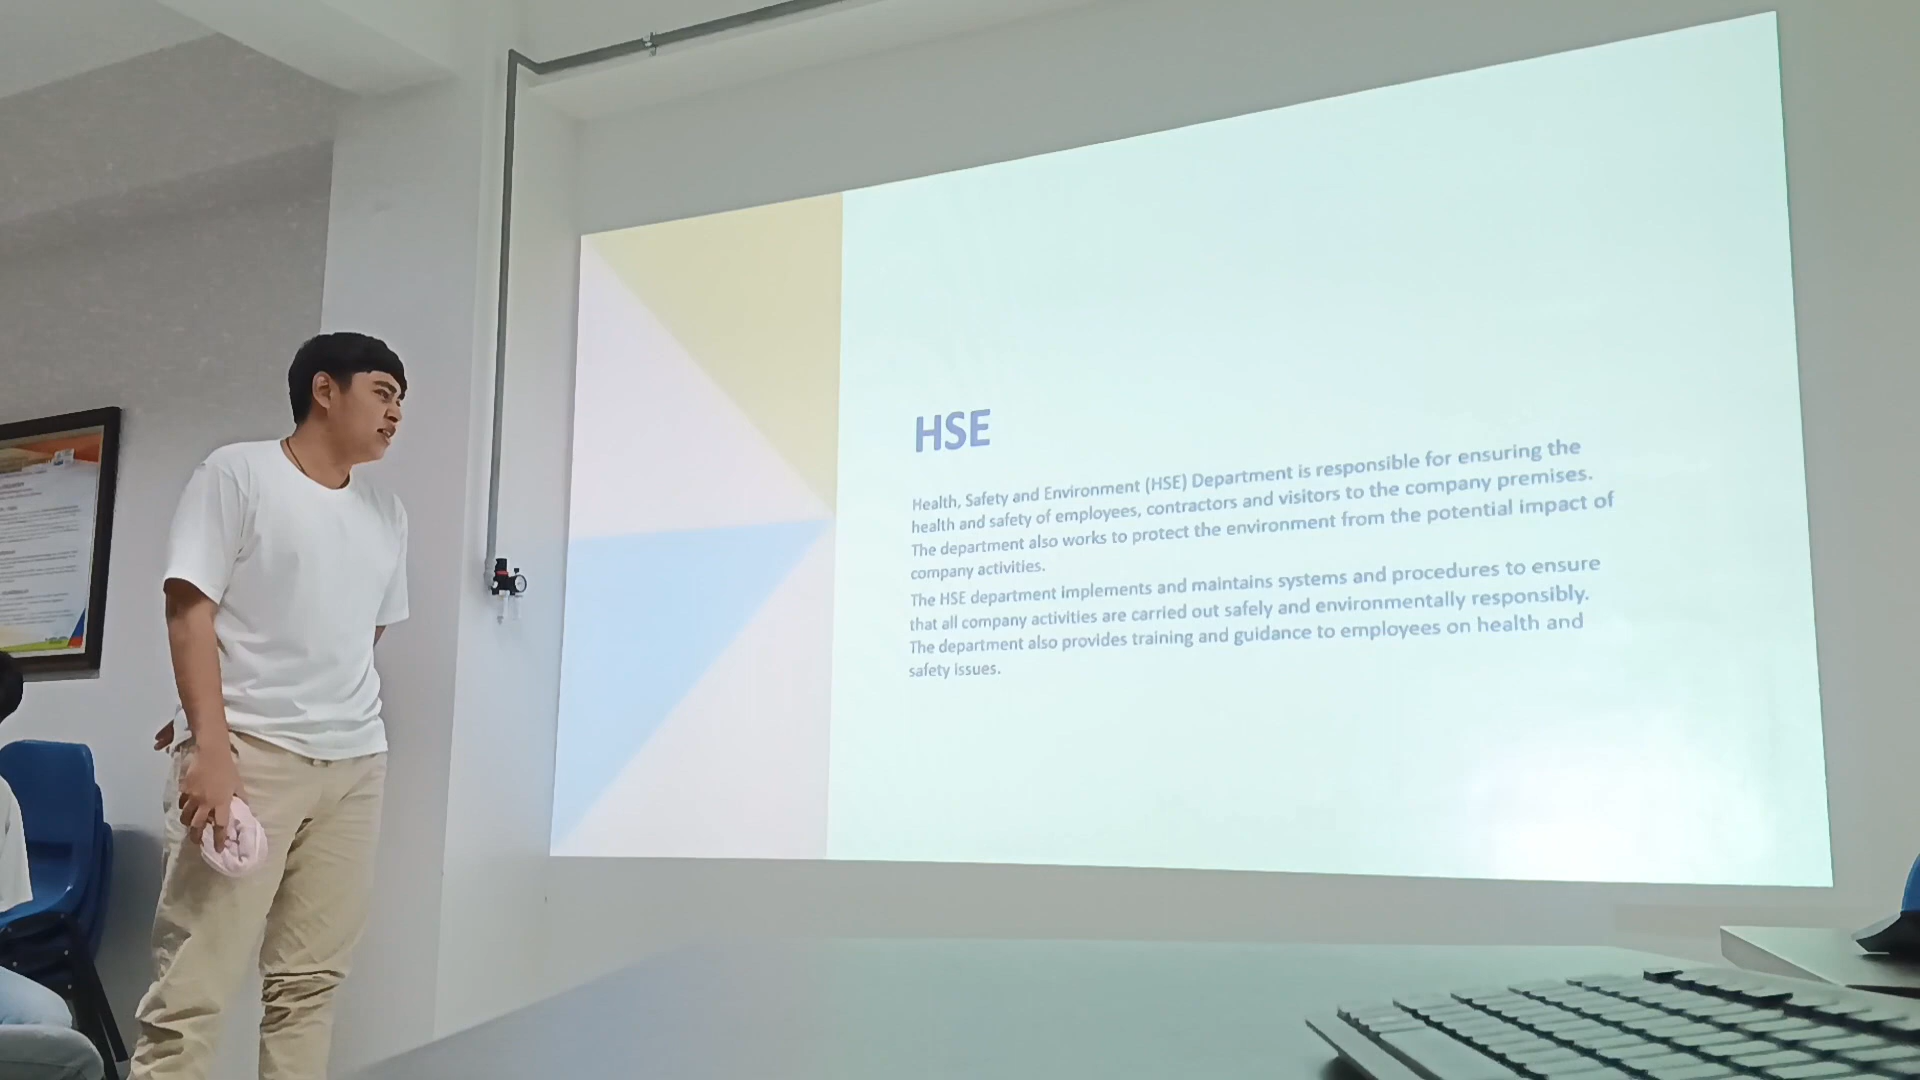 HSE
Health, Safety and Environment (HSE) Department is responsible for ensuring the
health and safety of employees, contractors and visitors to the company premises.
The department also works to protect the environment from the potential impact of
company activities.
The HSE department implements and maintains systems and procedures to ensure
that all company activities are carried out safely and environmentally responsibly.
The department also provides training and guidance to employees on health and
safety issues.